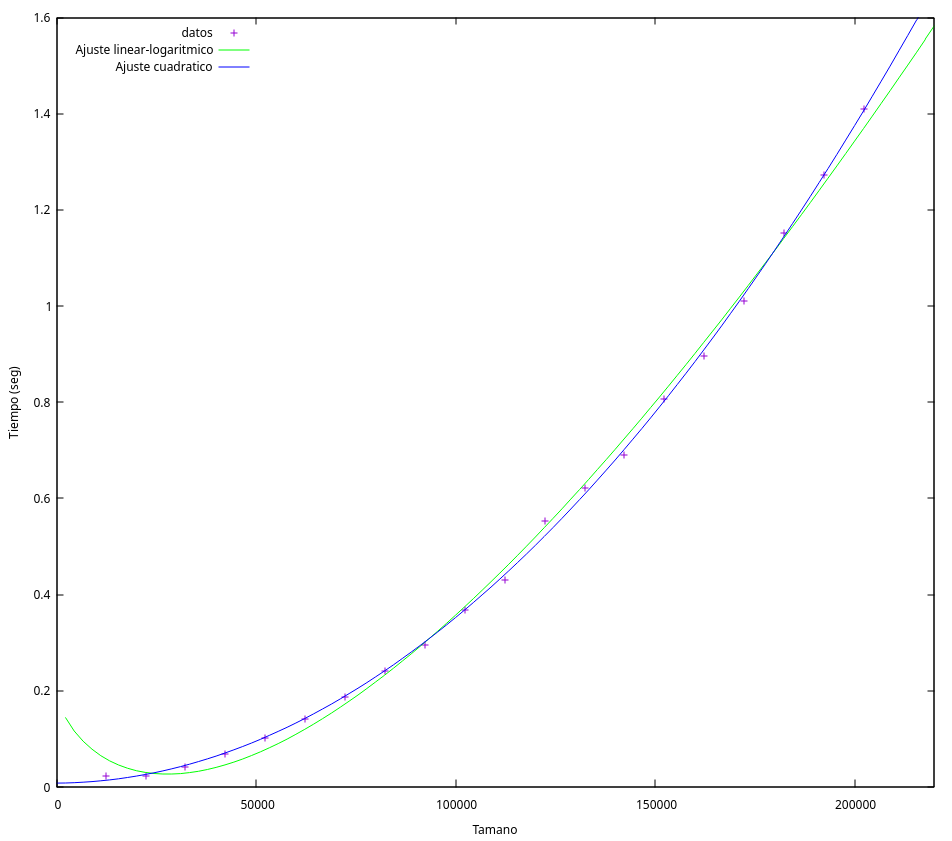 datos
Ajuste linear-logaritmico
Ajuste cuadratico
1.6
1.4
1.2
1
0.8
0.6
0.4
0.2
0
Tiempo (seg)
0
50000
100000
150000
200000
Tamano